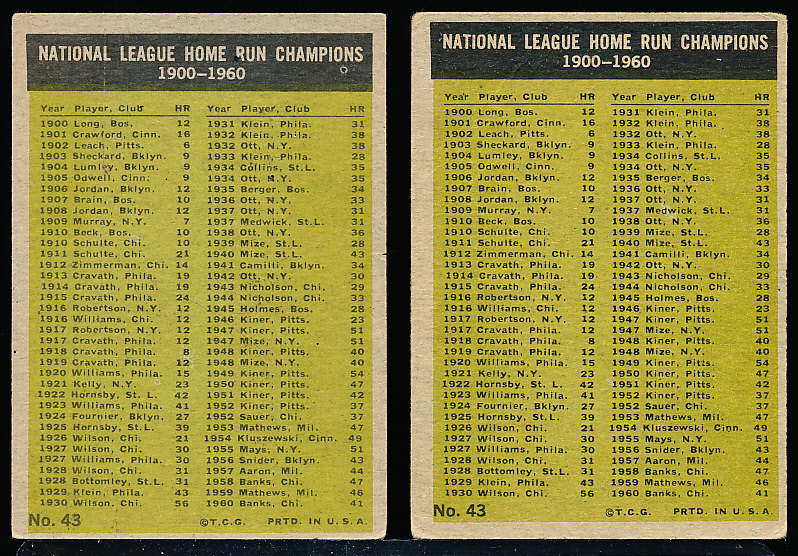 NATIONAL LEAGUE HOME RUN CHAMPIONS
1900-1960
Year Player, Club HR Year Player, Club HR
1900 Long, Bos. 12 1931 Klein, Phila. 31
1901 Crawford, Cinn. 16 1932 Klein, Phila. 38
1902 Leach, Pitts. 6 1932 Ott, N.Y. 38
1903 Sheckard, Bklyn. 9 1933 Klein, Phila. 28
1904 Lumley, Bklyn. 9 1934 Collins, St.L. 35
1905 Odwell, Cinn. 9 1934 Ott, N.Y. 35
1906 Jordan, Bklyn. 12 1935 Berger, Bos. 34
1907 Brain, Bos. 10 1936 Ott, N.Y. 33
1908 Jordan, Bklyn. 12 1937 Ott, N.Y. 31
1909 Murray, N.Y. 7 1937 Medwick, St.L. 31
1910 Beck, Bos. 10 1938 Ott, N.Y. 36
1910 Schulte, Chi. 10 1939 Mize, St.L. 28
1911 Schulte, Chi. 21 1940 Mize, St.L. 43
1912 Zimmerman, Chi. 14 1941 Camilli, Bklyn. 34
1913 Cravath, Phila. 19 1942 Ott, N.Y. 30
1914 Cravath, Phila. 19 1943 Nicholson, Chi. 29
1915 Cravath, Phila. 24 1944 Nicholson, Chi. 33
1916 Robertson, N.Y. 12 1945 Holmes, Bos. 28
1916 Williams, Chi. 12 1946 Kiner, Pitts. 23
1917 Robertson, N.Y. 12 1947 Kiner, Pitts. 51
1917 Cravath, Phila. 12 1947 Mize, N.Y. 51
1918 Cravath, Phila. 8 1948 Kiner, Pitts. 40
1919 Cravath, Phila. 12 1948 Mize, N.Y. 40
1920 Williams, Phila. 15 1949 Kiner, Pitts. 54
1921 Kelly, N.Y. 23 1950 Kiner, Pitts. 47
1922 Hornsby, St. L. 42 1951 Kiner, Pitts. 42
1923 Williams, Phila. 41 1952 Kiner, Pitts. 37
1924 Fournier, Bklyn. 27 1952 Sauer, Chi. 37
1925 Hornsby, St.L. 39 1953 Mathews, Mil. 47
1926 Wilson, Chi. 21 1954 Kluszewski, Cinn. 49
1927 Wilson, Chi. 30 1955 Mays, N.Y. 51
1927 Williams, Phila. 30 1956 Snider, Bklyn. 43
1928 Wilson, Chi. 31 1957 Aaron, Mil. 44
1928 Bottomley, St.L. 31 1958 Banks, Chi. 47
1929 Klein, Phila. 43 1959 Mathews, Mil. 46
1930 Wilson, Chi. 56 1960 Banks, Chi. 41
No. 43 ©T.C.G. PRTD. IN U.S.A.
NATIONAL LEAGUE HOME RUN CHAMPIONS
1900-1960
Year Player, Club HR Year Player, Club HR
1900 Long, Bos. 12 1931 Klein, Phila. 31
1901 Crawford, Cinn. 16 1932 Klein, Phila. 38
1902 Leach, Pitts. 6 1932 Ott, N.Y. 38
1903 Sheckard, Bklyn. 9 1933 Klein, Phila. 28
1904 Lumley, Bklyn. 9 1934 Collins, St.L. 35
1905 Odwell, Cinn. 9 1934 Ott, N.Y. 35
1906 Jordan, Bklyn. 12 1935 Berger, Bos. 34
1907 Brain, Bos. 10 1936 Ott, N.Y. 33
1908 Jordan, Bklyn. 12 1937 Ott, N.Y. 31
1909 Murray, N.Y. 7 1937 Medwick, St.L. 31
1910 Beck, Bos. 10 1938 Ott, N.Y. 36
1910 Schulte, Chi. 10 1939 Mize, St.L. 28
1911 Schulte, Chi. 21 1940 Mize, St.L. 43
1912 Zimmerman, Chi. 14 1941 Camilli, Bklyn. 34
1913 Cravath, Phila. 19 1942 Ott, N.Y. 30
1914 Cravath, Phila. 19 1943 Nicholson, Chi. 29
1915 Cravath, Phila. 24 1944 Nicholson, Chi. 33
1916 Robertson, N.Y. 12 1945 Holmes, Bos. 28
1916 Williams, Chi. 12 1946 Kiner, Pitts. 23
1917 Robertson, N.Y. 12 1947 Kiner, Pitts. 51
1917 Cravath, Phila. 12 1947 Mize, N.Y. 51
1918 Cravath, Phila. 8 1948 Kiner, Pitts. 40
1919 Cravath, Phila. 12 1948 Mize, N.Y. 40
1920 Williams, Phila. 15 1949 Kiner, Pitts. 54
1921 Kelly, N.Y. 23 1950 Kiner, Pitts. 47
1922 Hornsby, St. L. 42 1951 Kiner, Pitts. 42
1923 Williams, Phila. 41 1952 Kiner, Pitts. 37
1924 Fournier, Bklyn. 27 1952 Sauer, Chi. 37
1925 Hornsby, St.L. 39 1953 Mathews, Mil. 47
1926 Wilson, Chi. 21 1954 Kluszewski, Cinn. 49
1927 Wilson, Chi. 30 1955 Mays, N.Y. 51
1927 Williams, Phila. 30 1956 Snider, Bklyn. 43
1928 Wilson, Chi. 31 1957 Aaron, Mil. 44
1928 Bottomley, St.L. 31 1958 Banks, Chi. 47
1929 Klein, Phila. 43 1959 Mathews, Mil. 46
1930 Wilson, Chi. 56 1960 Banks, Chi. 41
No. 43 ©T.C.G. PRTD. IN U.S.A.